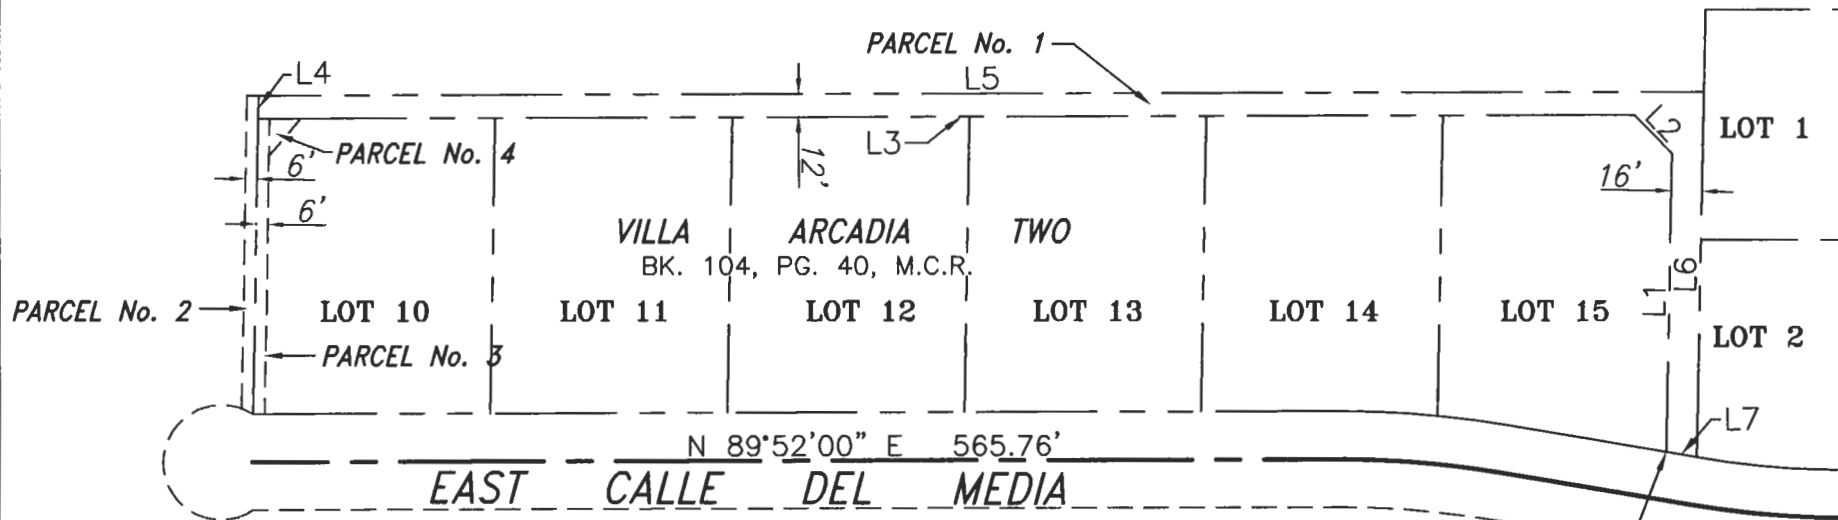 PARCEL No. 1
L5
L4
L3
12'
L2
LOT 1
PARCEL No. 4
6'
16'
6'
VILLA ARCADIA TWO
BK. 104, PG. 40, M.C.R.
L1
L6
PARCEL No. 2
LOT 10
LOT 11
LOT 12
LOT 13
LOT 14
LOT 15
LOT 2
PARCEL No. 3
L7
N 89°52'00" E 565.76'
EAST CALLE DEL MEDIA